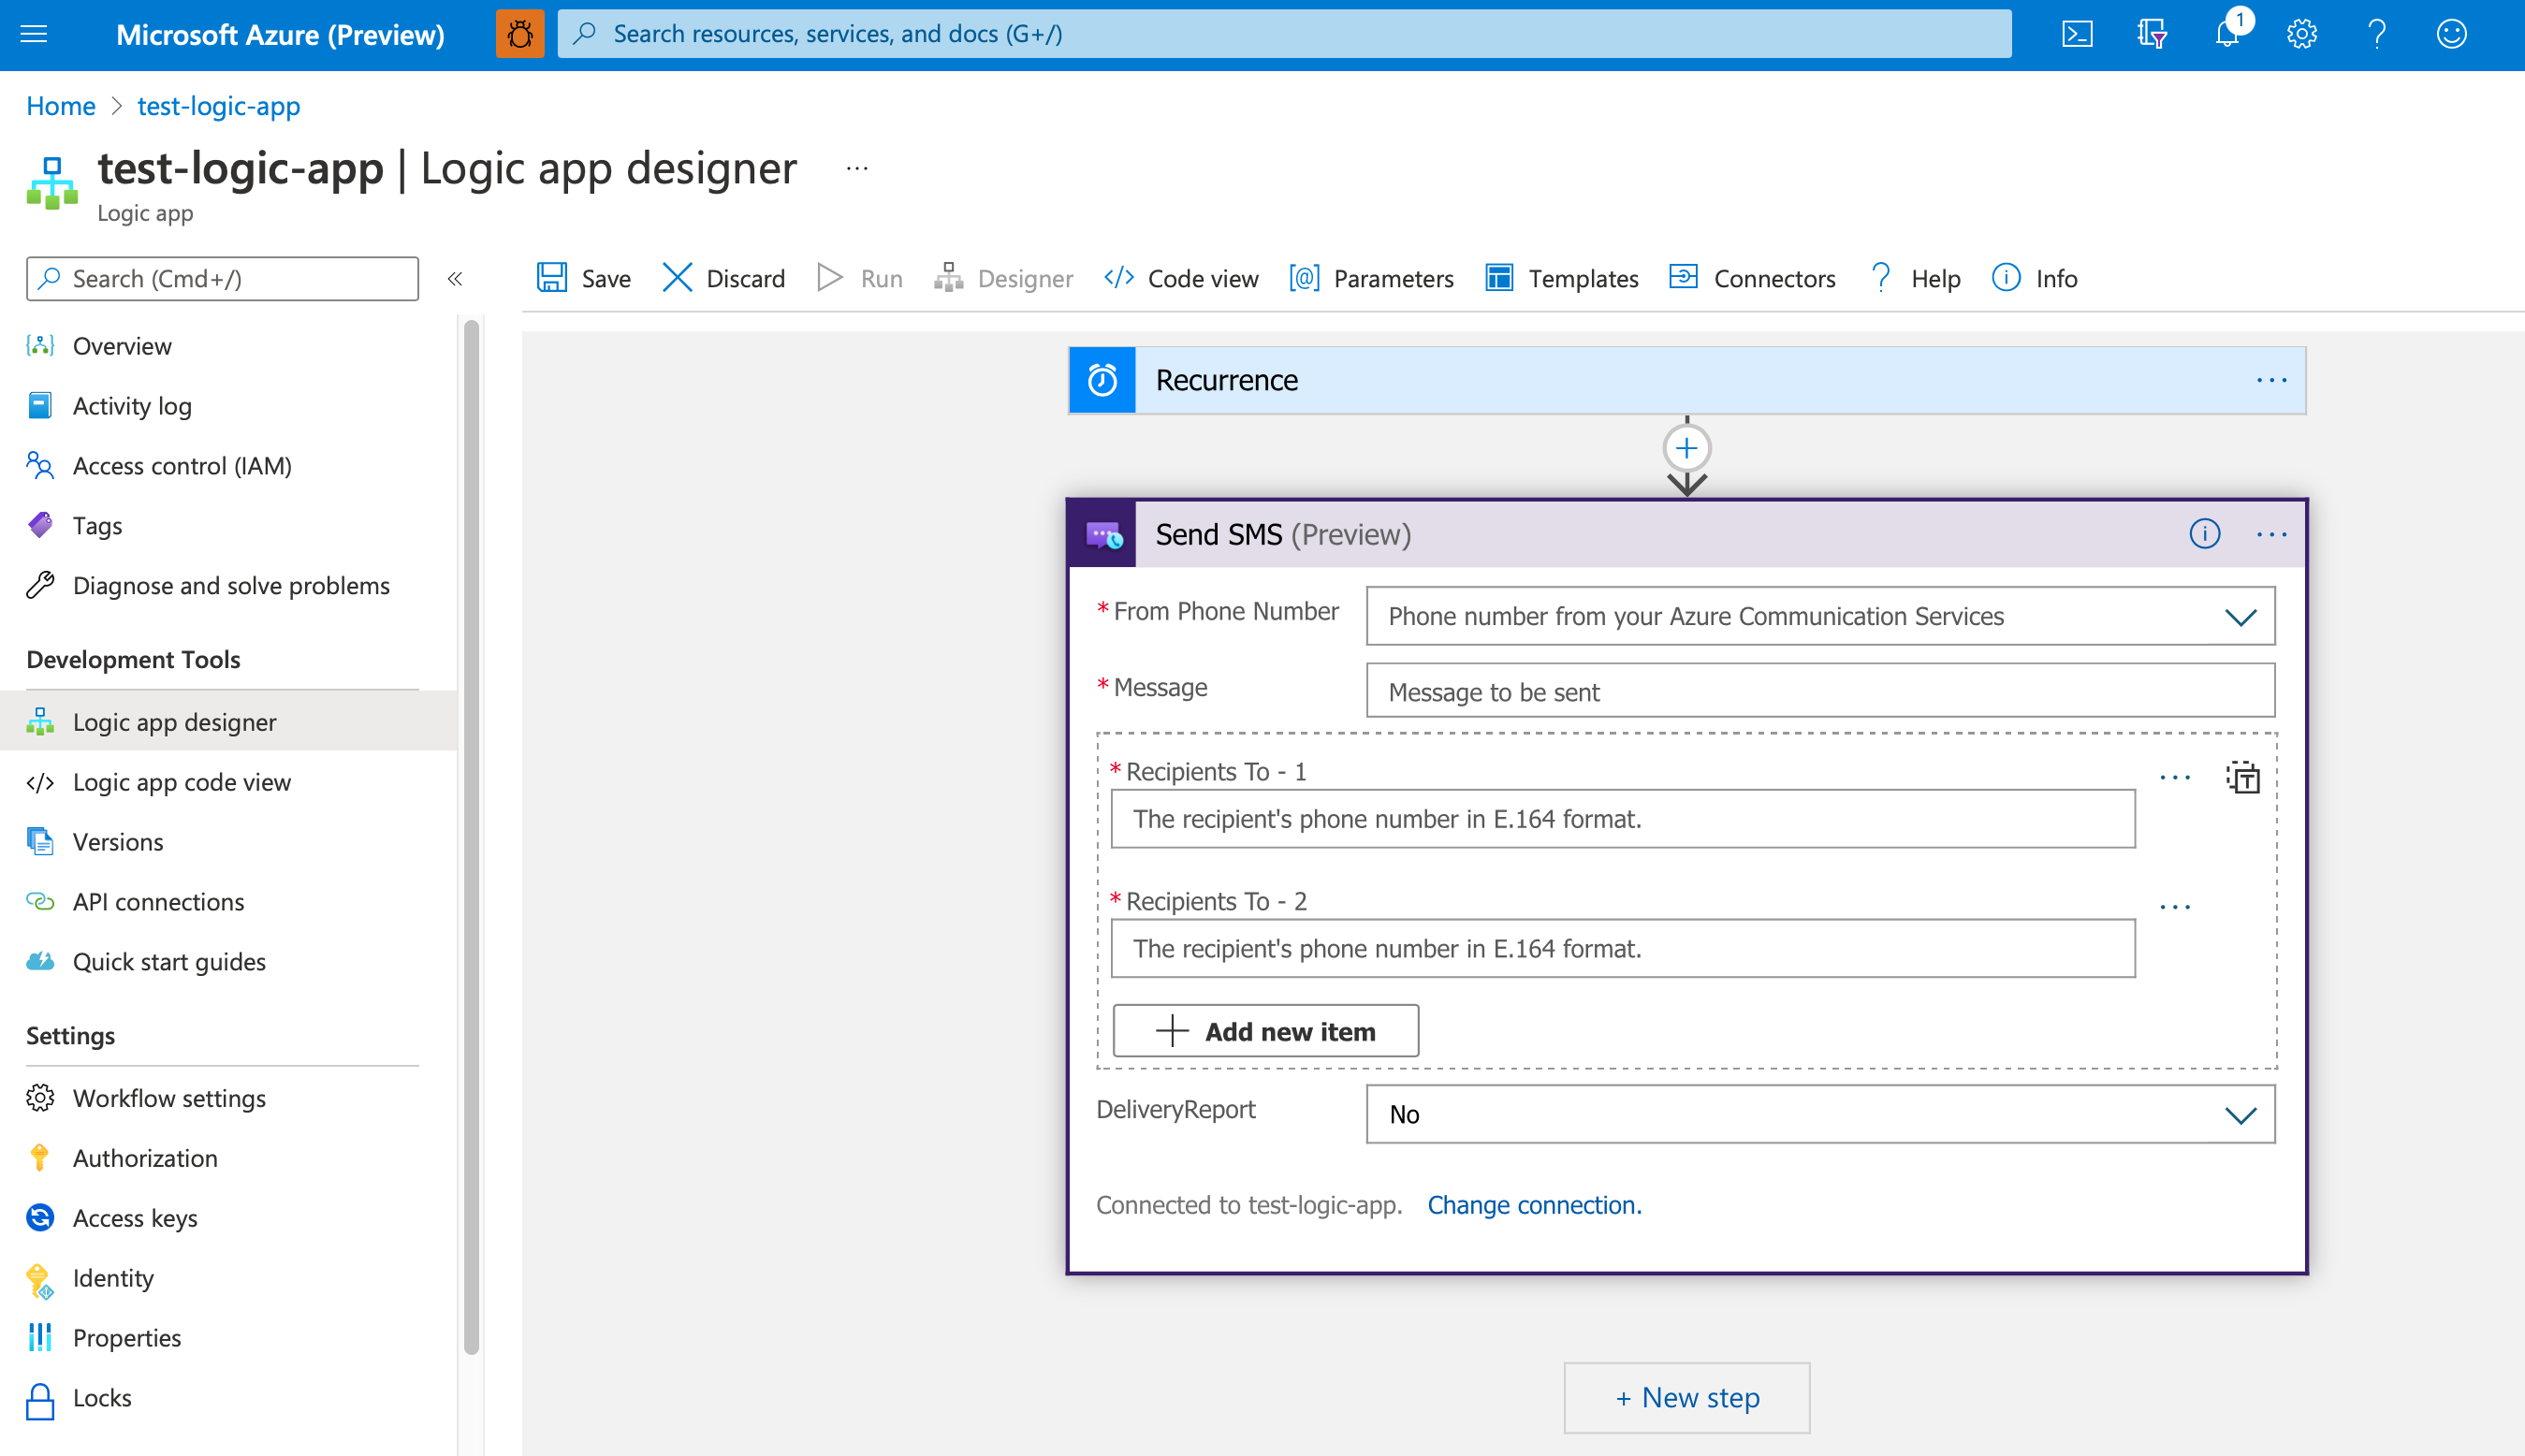 Microsoft Azure (Preview)
Search resources, services, and docs (G+/)
1
Home > test-logic-app
test-logic-app | Logic app designer ...
Logic app
Search (Cmd+/)
«
Save
Discard
Run
Designer
</> Code view
[@] Parameters
Templates
Connectors
? Help
Info
Overview
Activity log
Access control (IAM)
Tags
Diagnose and solve problems
Development Tools
Logic app designer
</> Logic app code view
Versions
API connections
Quick start guides
Settings
Workflow settings
Authorization
Access keys
Identity
Properties
Locks
Recurrence ...
Send SMS (Preview) ...
* From Phone Number
Phone number from your Azure Communication Services
* Message
Message to be sent
* Recipients To - 1 ...
The recipient's phone number in E.164 format.
* Recipients To - 2 ...
The recipient's phone number in E.164 format.
+ Add new item
DeliveryReport
No
Connected to test-logic-app. Change connection.
+ New step